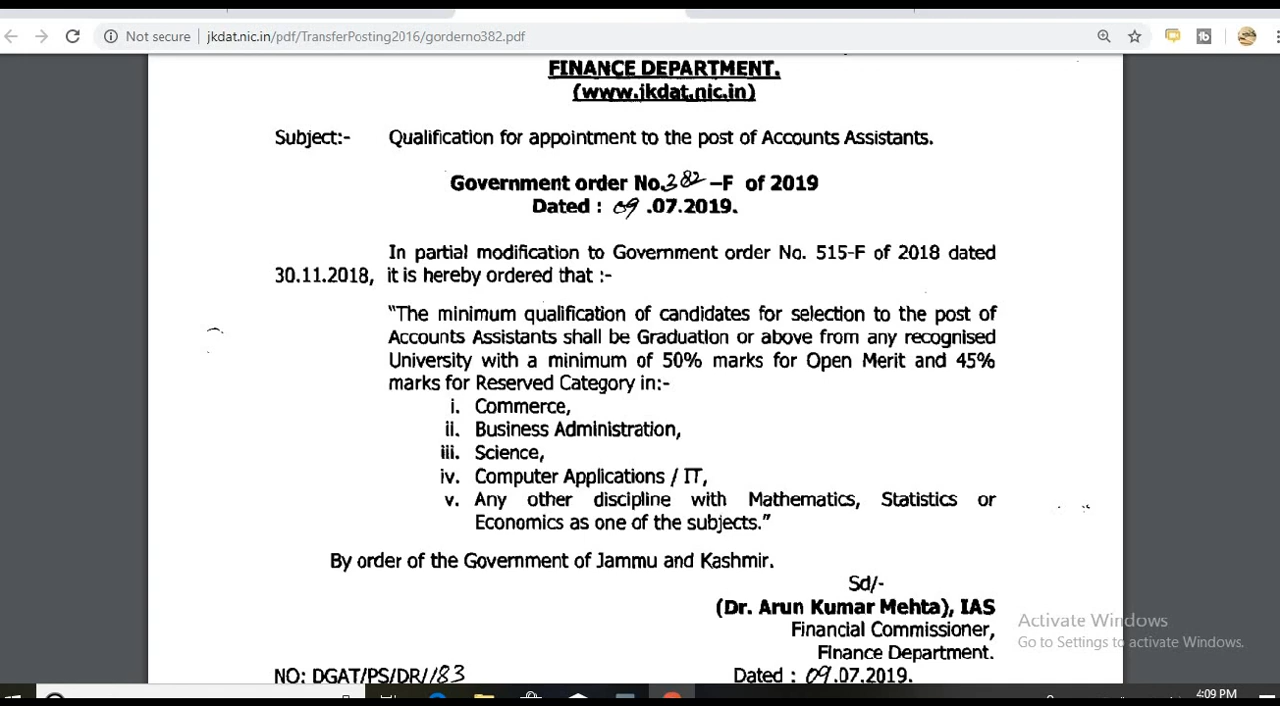 Not secure | jkdat.nic.in/pdf/TransferPosting2016/gorderno382.pdf
FINANCE DEPARTMENT.
(www.jkdat.nic.in)
Subject:- Qualification for appointment to the post of Accounts Assistants.
Government order No.382 –F of 2019
Dated : 09 .07.2019.
In partial modification to Government order No. 515-F of 2018 dated
30.11.2018, it is hereby ordered that :-
"The minimum qualification of candidates for selection to the post of
Accounts Assistants shall be Graduation or above from any recognised
University with a minimum of 50% marks for Open Merit and 45%
marks for Reserved Category in:-
i. Commerce,
ii. Business Administration,
iii. Science,
iv. Computer Applications / IT,
v. Any other discipline with Mathematics, Statistics or
Economics as one of the subjects."
By order of the Government of Jammu and Kashmir.
Sd/-
(Dr. Arun Kumar Mehta), IAS
Financial Commissioner,
Finance Department.
Activate Windows
Go to Settings to activate Windows.
NO: DGAT/PS/DR//183 Dated : 09.07.2019.
4:09 PM